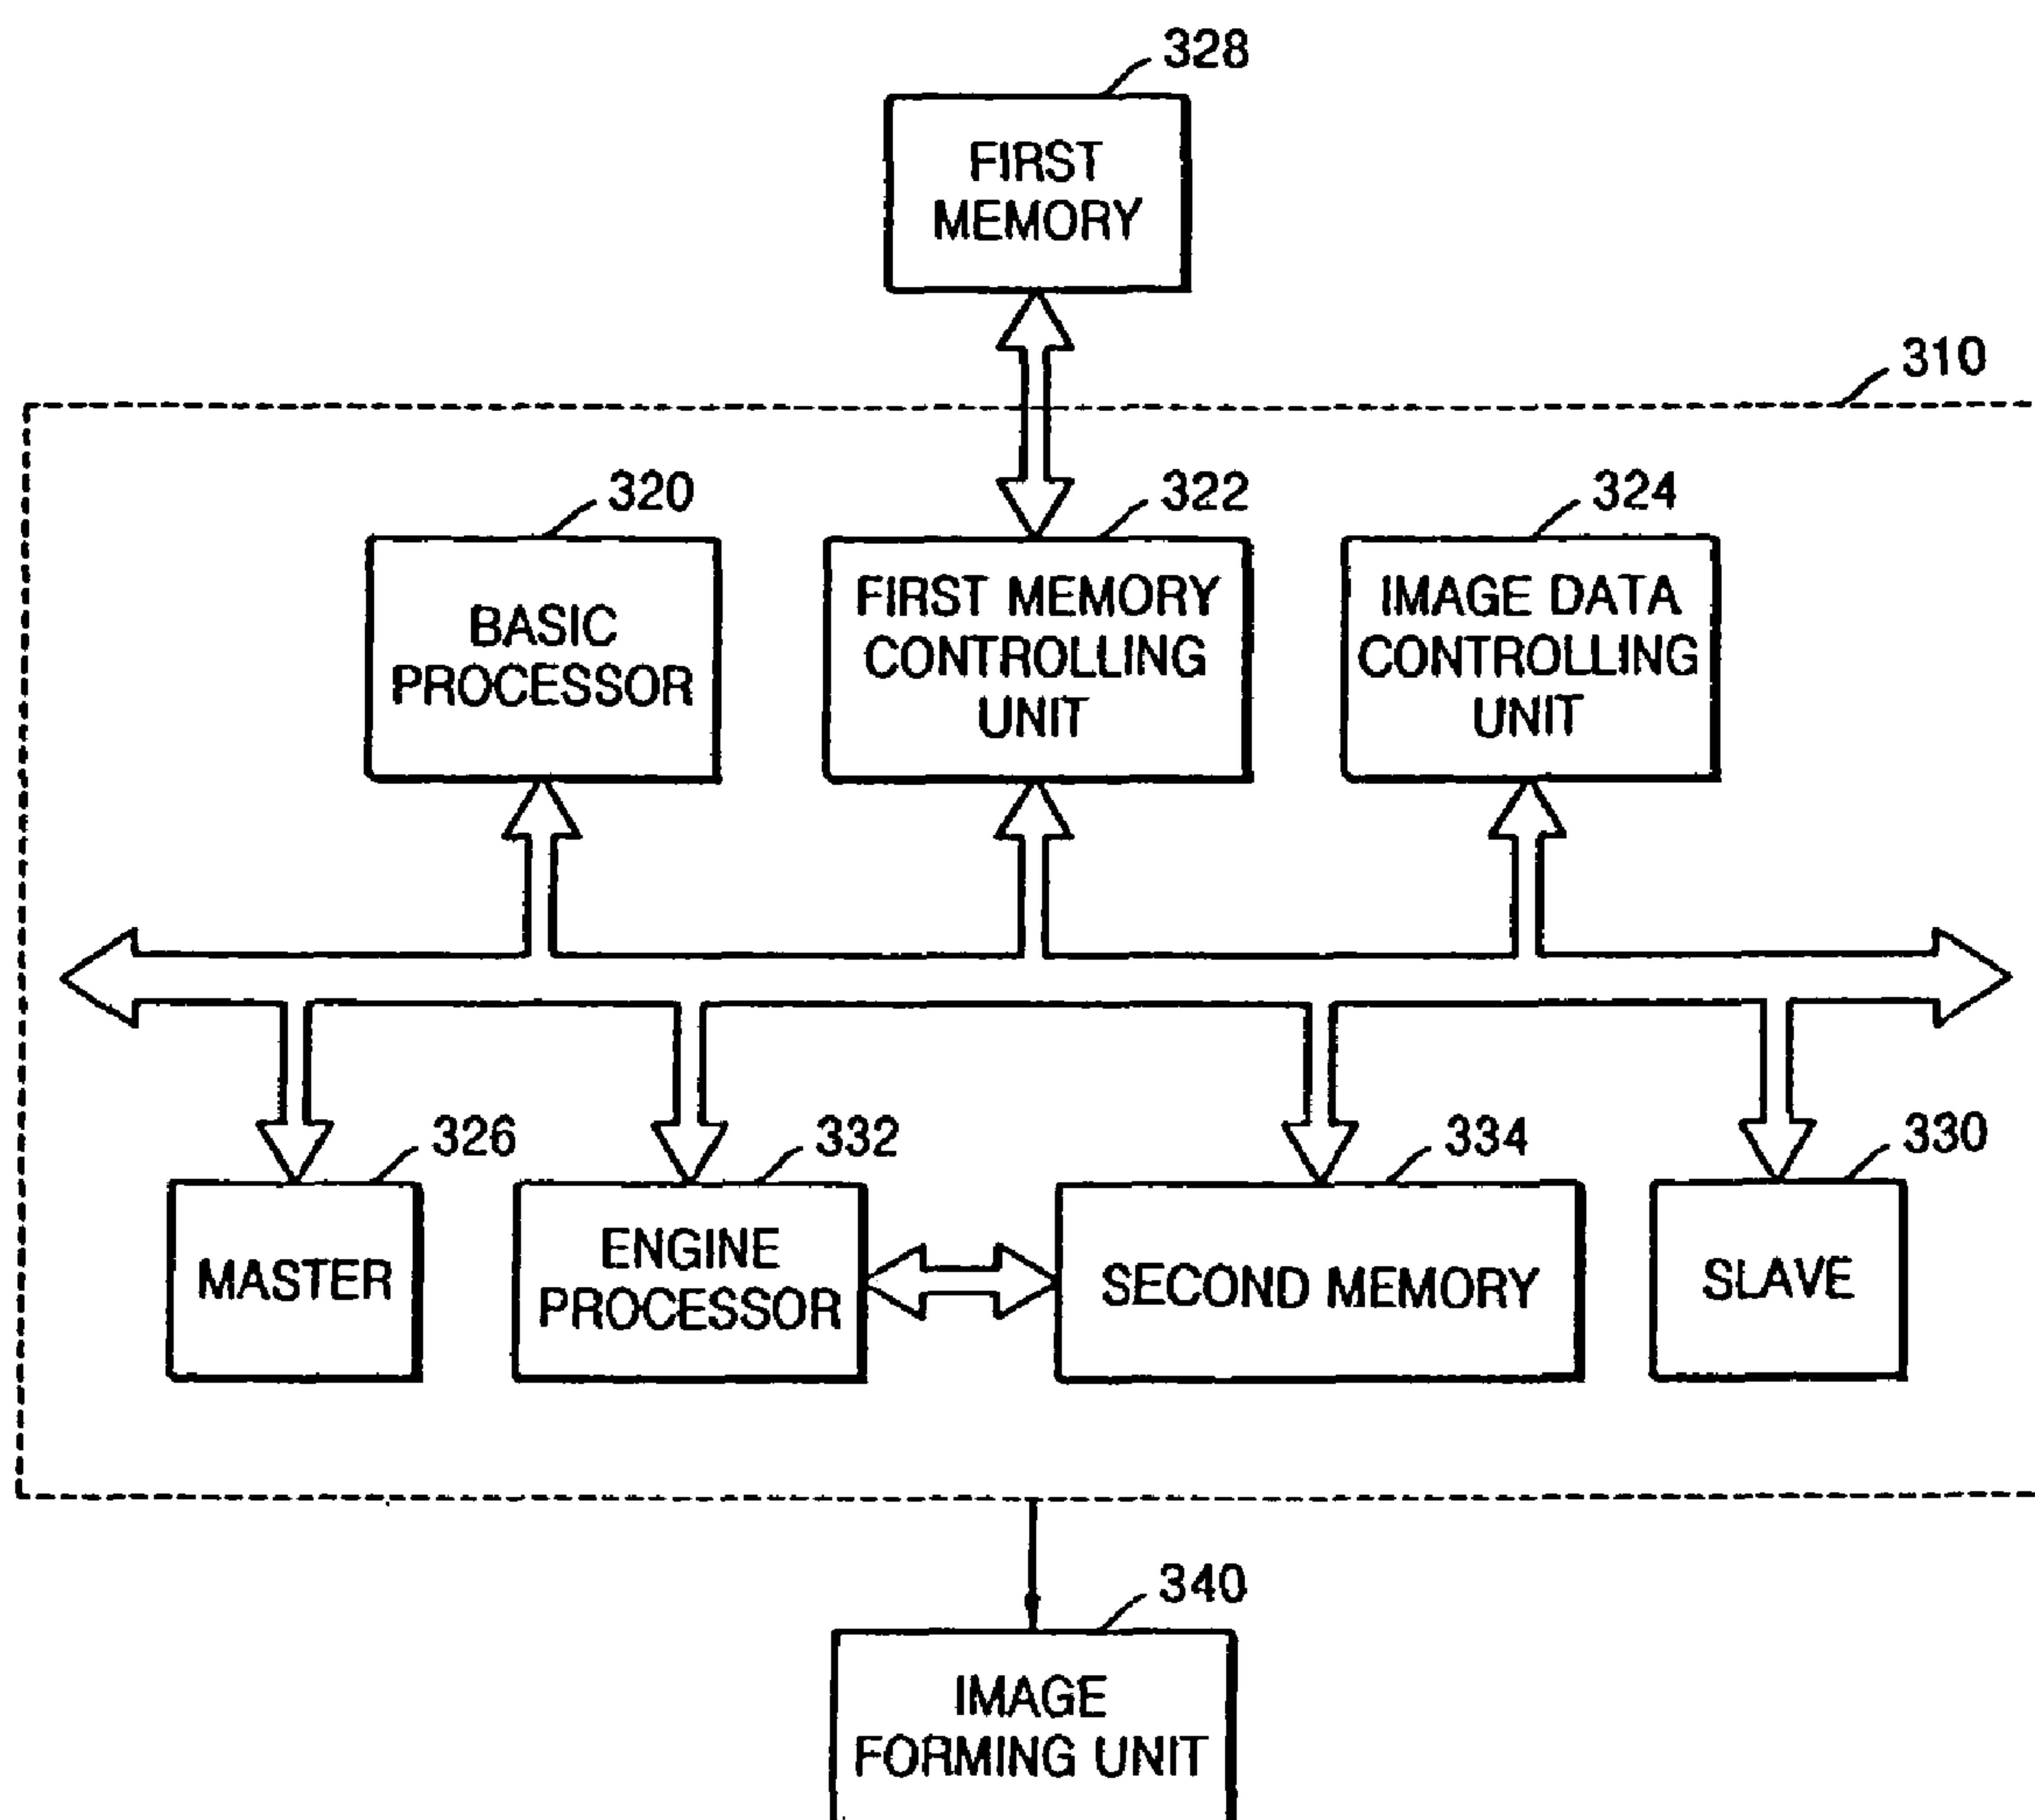 328
FIRST
MEMORY
310
320
322
324
BASIC
PROCESSOR
FIRST MEMORY
CONTROLLING
UNIT
IMAGE DATA
CONTROLLING
UNIT
326
332
334
330
MASTER
ENGINE
PROCESSOR
SECOND MEMORY
SLAVE
340
IMAGE
FORMING UNIT